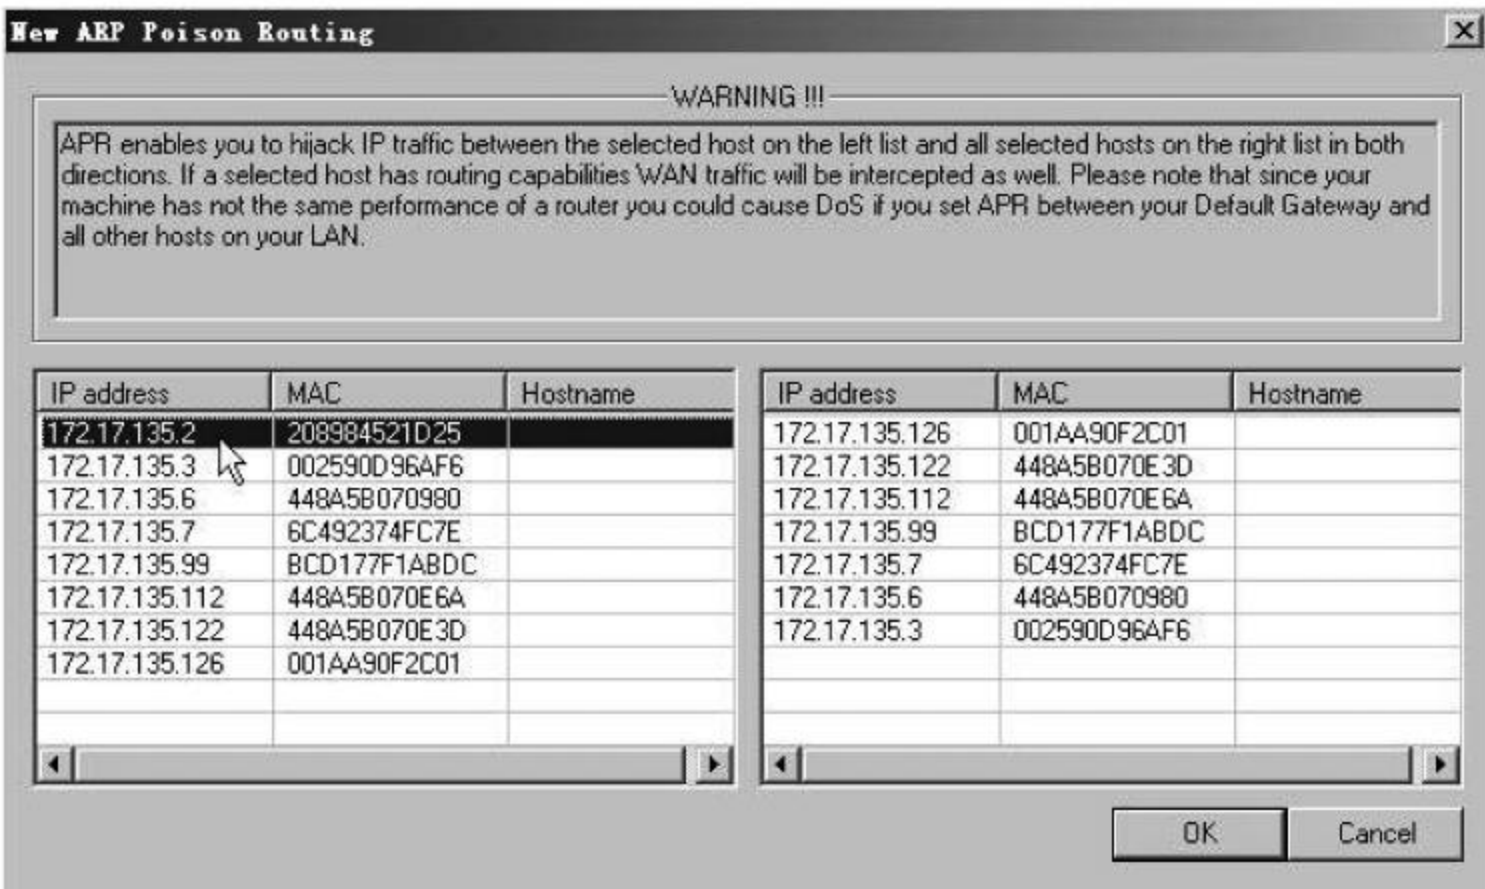 New ARP Poison Routing
WARNING !!!
APR enables you to hijack IP traffic between the selected host on the left list and all selected hosts on the right list in both
directions. If a selected host has routing capabilities WAN traffic will be intercepted as well. Please note that since your
machine has not the same performance of a router you could cause DoS if you set APR between your Default Gateway and
all other hosts on your LAN.
IP address MAC Hostname
172.17.135.2 208984521D25
172.17.135.3 002590D96AF6
172.17.135.6 448A5B070980
172.17.135.7 6C492374FC7E
172.17.135.99 BCD177F1ABDC
172.17.135.112 448A5B070E6A
172.17.135.122 448A5B070E3D
172.17.135.126 001AA90F2C01
IP address MAC Hostname
172.17.135.126 001AA90F2C01
172.17.135.122 448A5B070E3D
172.17.135.112 448A5B070E6A
172.17.135.99 BCD177F1ABDC
172.17.135.7 6C492374FC7E
172.17.135.6 448A5B070980
172.17.135.3 002590D96AF6
OK Cancel